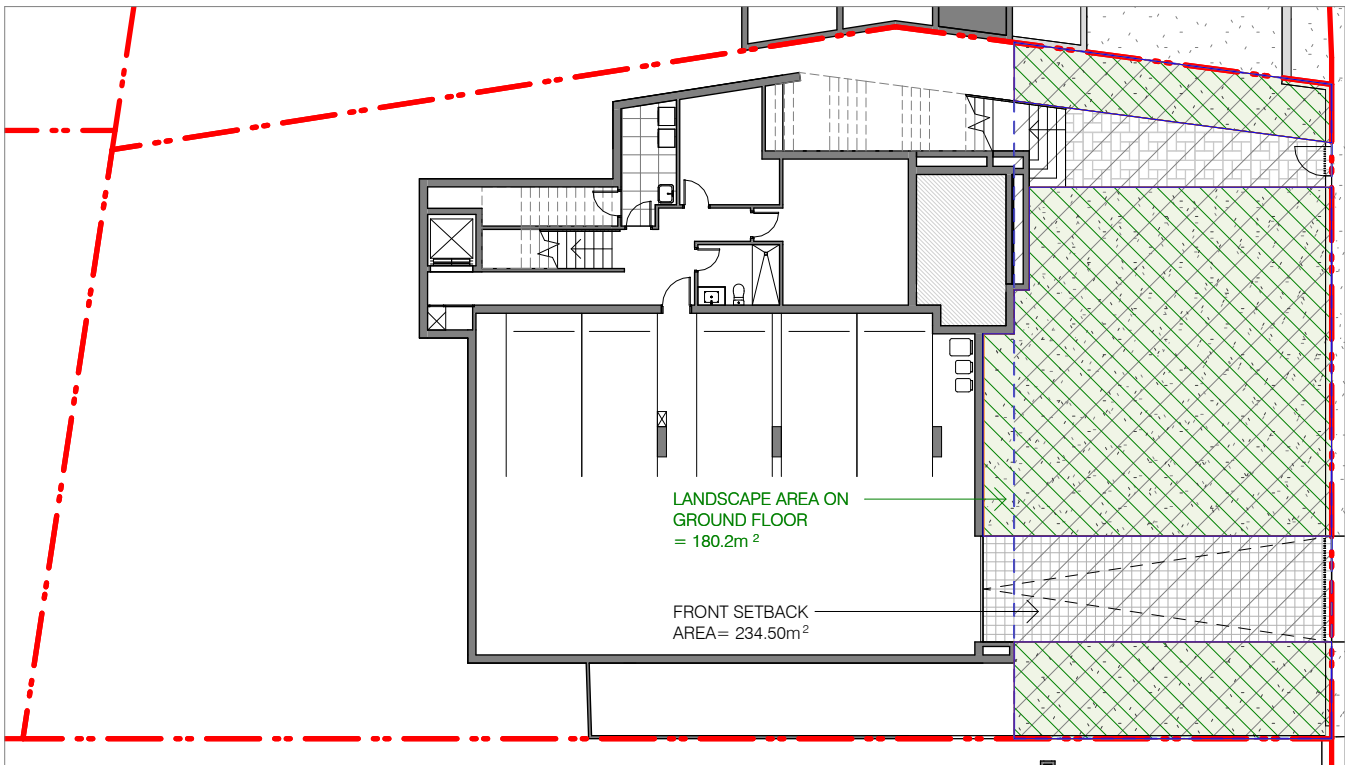 LANDSCAPE AREA ON
GROUND FLOOR
= 180.2m²
FRONT SETBACK
AREA= 234.50m²